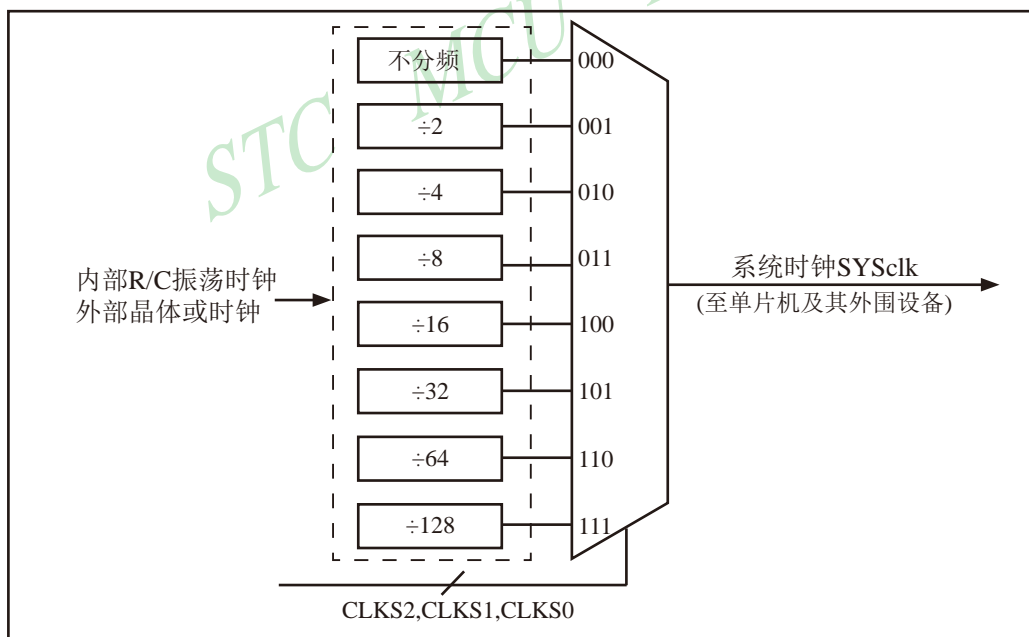 STC MCU
不分频
000
÷2
001
÷4
010
÷8
011
÷16
100
÷32
101
÷64
110
÷128
111
内部R/C振荡时钟
外部晶体或时钟
系统时钟SYSclk
(至单片机及其外围设备)
CLKS2,CLKS1,CLKS0